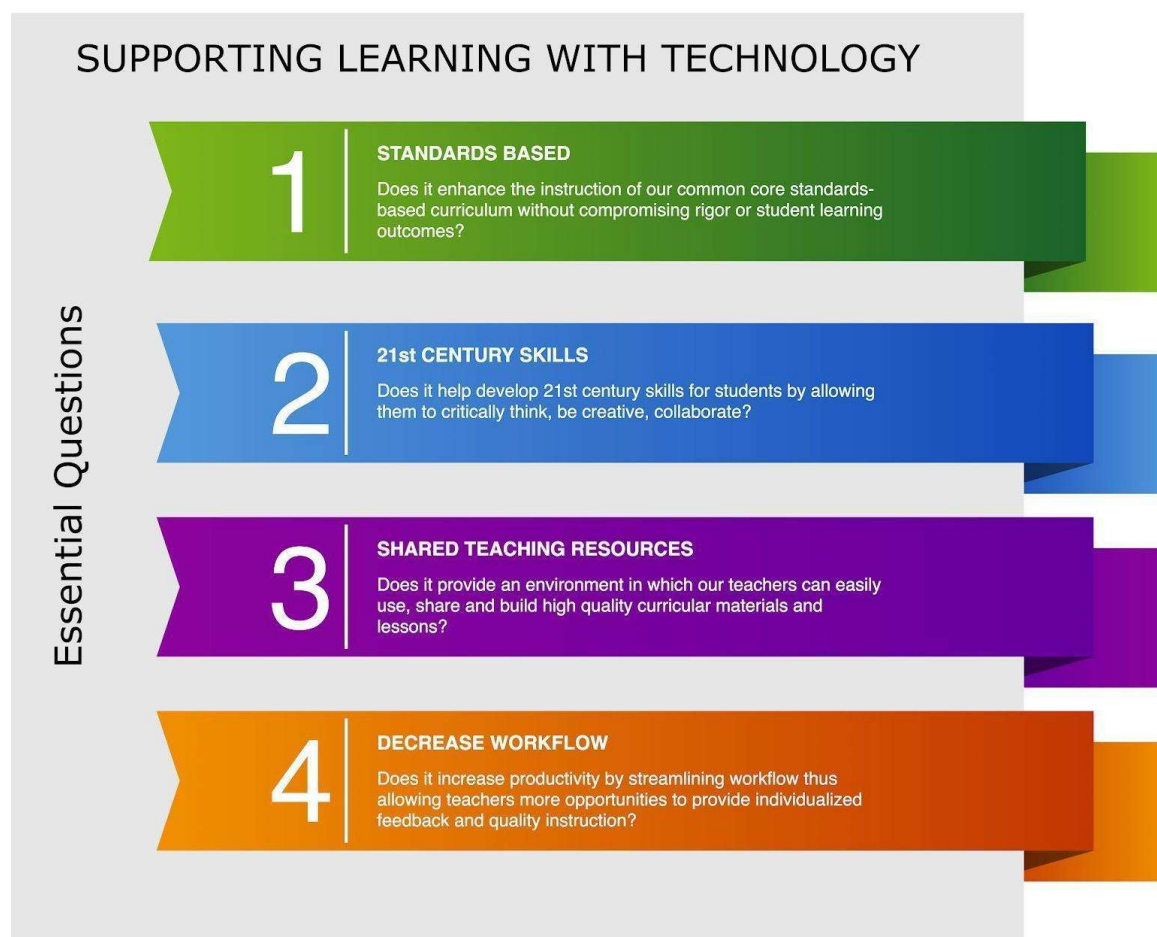 SUPPORTING LEARNING WITH TECHNOLOGY
Essential Questions
1
STANDARDS BASED
Does it enhance the instruction of our common core standards-
based curriculum without compromising rigor or student learning
outcomes?
2
21st CENTURY SKILLS
Does it help develop 21st century skills for students by allowing
them to critically think, be creative, collaborate?
3
SHARED TEACHING RESOURCES
Does it provide an environment in which our teachers can easily
use, share and build high quality curricular materials and
lessons?
4
DECREASE WORKFLOW
Does it increase productivity by streamlining workflow thus
allowing teachers more opportunities to provide individualized
feedback and quality instruction?